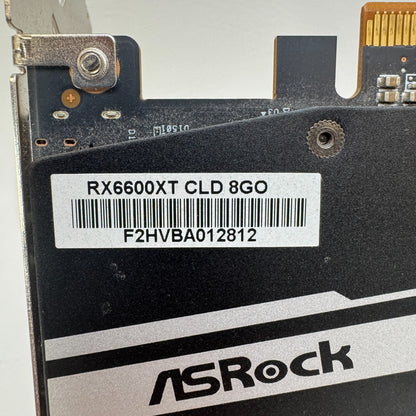 RX6600XT CLD 8GO
F2HVBA012812
ASRock